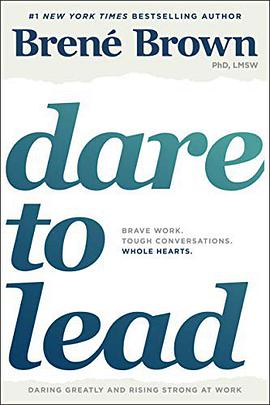 #1 NEW YORK TIMES BESTSELLING AUTHOR
Brené Brown
PhD, LMSW
dare
to
BRAVE WORK.
TOUGH CONVERSATIONS.
WHOLE HEARTS.
lead
DARING GREATLY AND RISING STRONG AT WORK